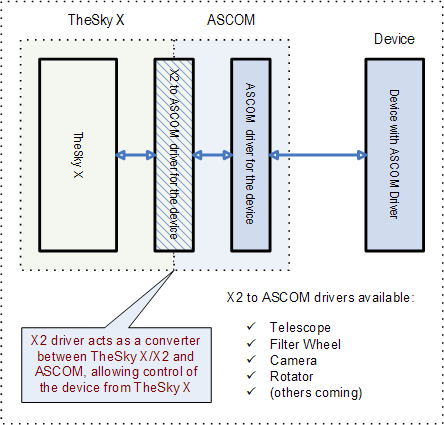 TheSky X
ASCOM
Device
TheSky X
X2 to ASCOM driver for the device
ASCOM driver for the device
Device with ASCOM Driver
X2 driver acts as a converter
between TheSky X/X2 and
ASCOM, allowing control of
the device from TheSky X
X2 to ASCOM drivers available:
✓ Telescope
✓ Filter Wheel
✓ Camera
✓ Rotator
✓ (others coming)